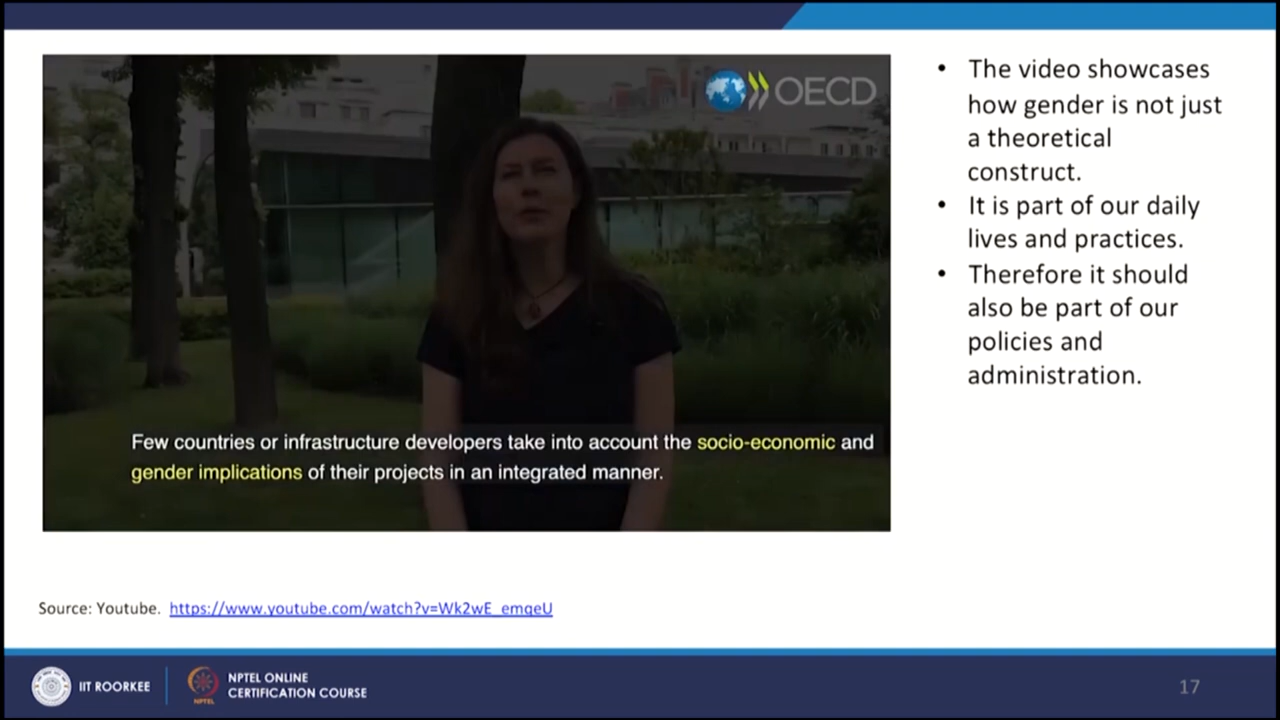 OECD
Few countries or infrastructure developers take into account the socio-economic and
gender implications of their projects in an integrated manner.
• The video showcases
how gender is not just
a theoretical
construct.
• It is part of our daily
lives and practices.
• Therefore it should
also be part of our
policies and
administration.
Source: Youtube. https://www.youtube.com/watch?v=Wk2wE_emqeU
IIT ROORKEE
NPTEL
NPTEL ONLINE
CERTIFICATION COURSE
17